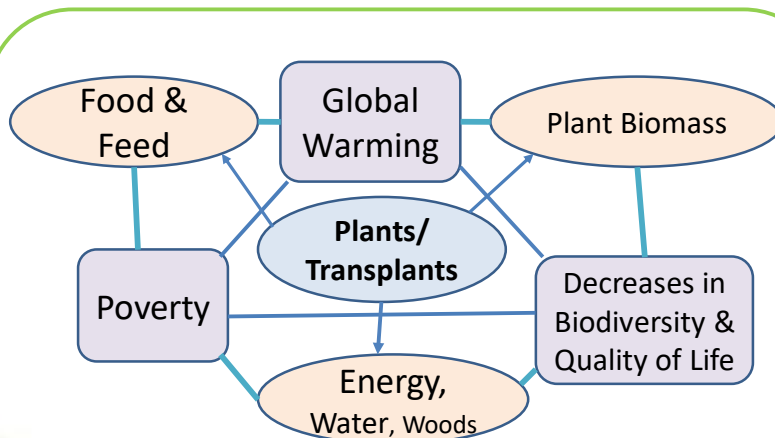 Food &
Feed
Global
Warming
Plant Biomass
Plants/
Transplants
Poverty
Decreases in
Biodiversity &
Quality of Life
Energy,
Water, Woods